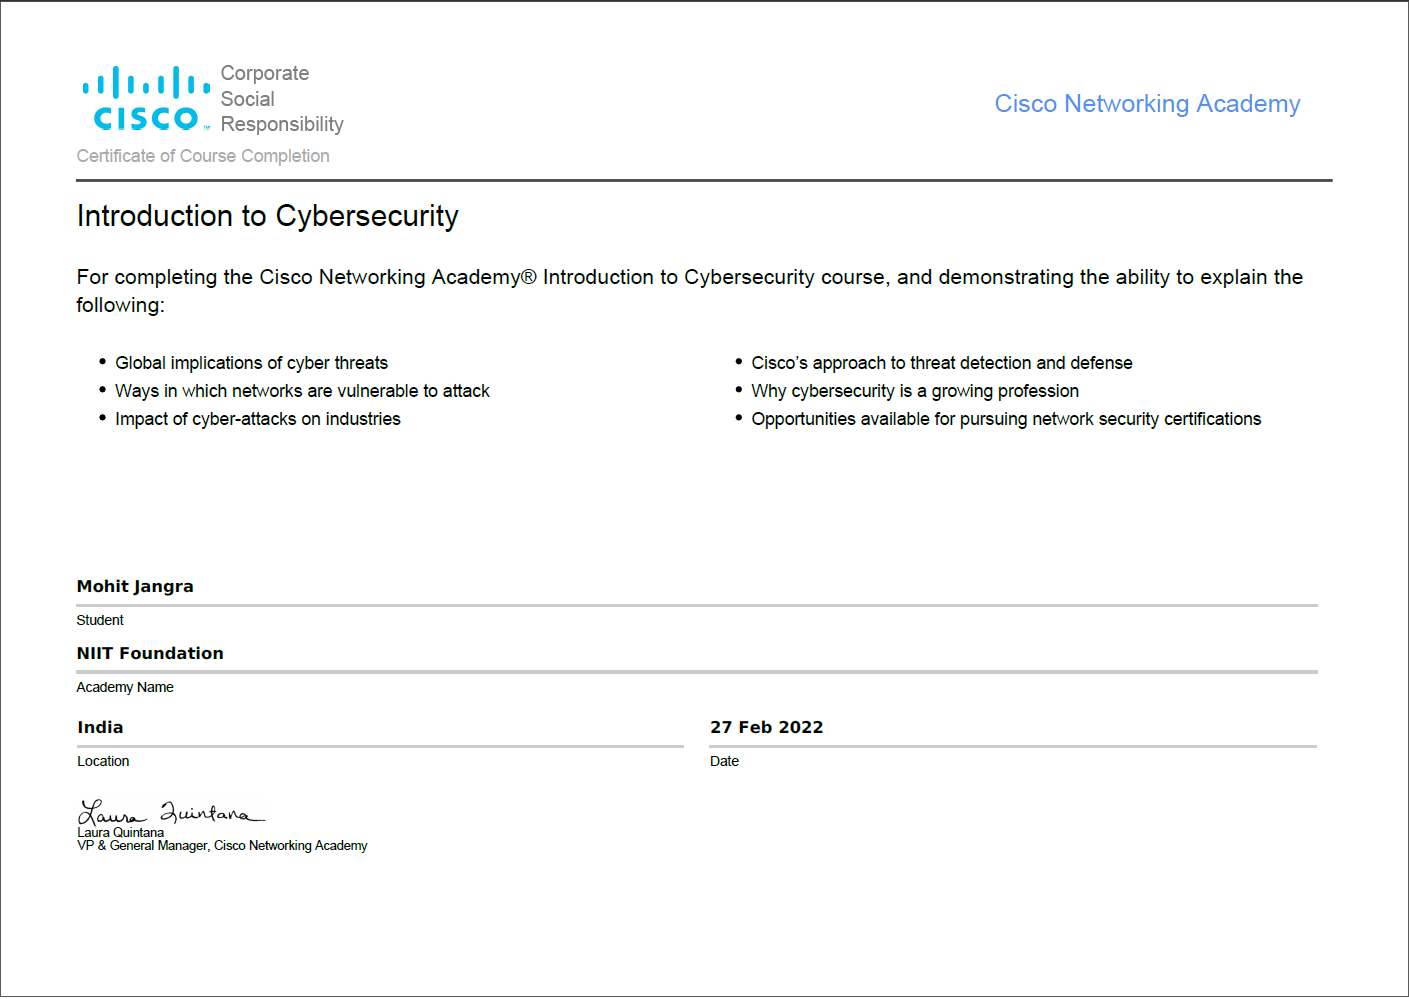 Corporate
Social
Responsibility
CISCO™
Cisco Networking Academy
Certificate of Course Completion
Introduction to Cybersecurity
For completing the Cisco Networking Academy® Introduction to Cybersecurity course, and demonstrating the ability to explain the
following:
• Global implications of cyber threats
• Ways in which networks are vulnerable to attack
• Impact of cyber-attacks on industries
• Cisco’s approach to threat detection and defense
• Why cybersecurity is a growing profession
• Opportunities available for pursuing network security certifications
Mohit Jangra
Student
NIIT Foundation
Academy Name
India
Location
27 Feb 2022
Date
Laura Quintana
Laura Quintana
VP & General Manager, Cisco Networking Academy